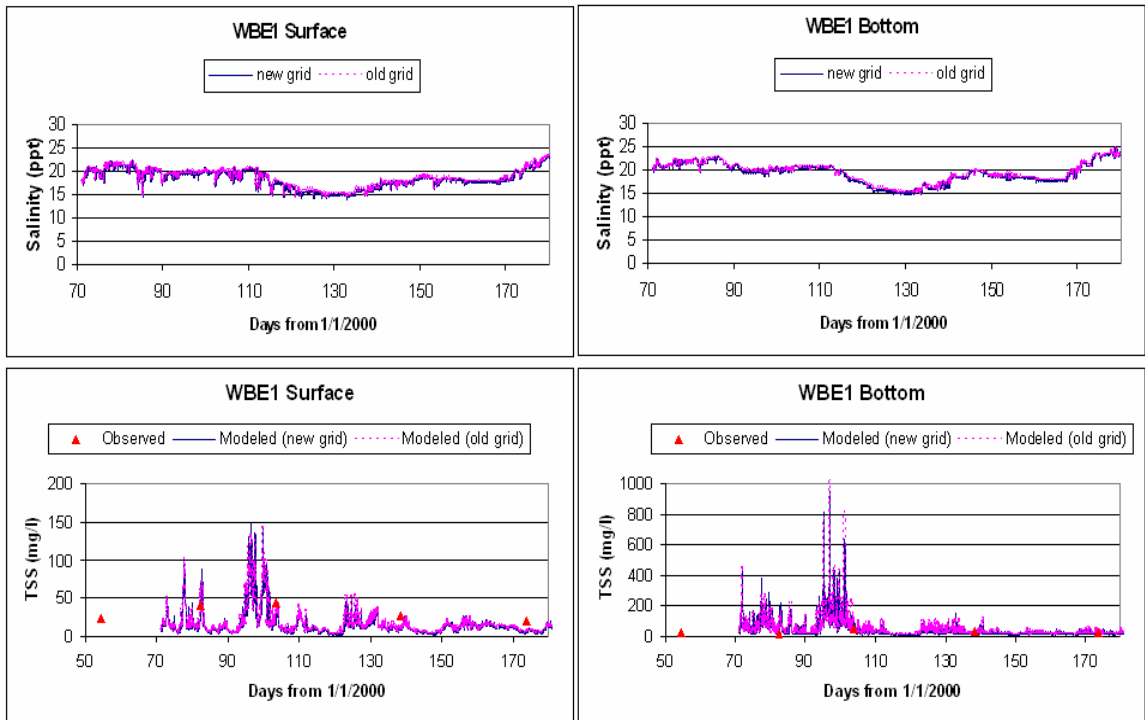 WBE1 Surface
new grid old grid
30
25
20
15
10
5
0
Salinity (ppt)
70 90 110 130 150 170
Days from 1/1/2000
WBE1 Bottom
new grid old grid
30
25
20
15
10
5
0
Salinity (ppt)
70 90 110 130 150 170
Days from 1/1/2000
WBE1 Surface
Observed Modeled (new grid) Modeled (old grid)
200
150
100
50
0
TSS (mg/l)
50 70 90 110 130 150 170
Days from 1/1/2000
WBE1 Bottom
Observed Modeled (new grid) Modeled (old grid)
1000
800
600
400
200
0
TSS (mg/l)
50 70 90 110 130 150 170
Days from 1/1/2000